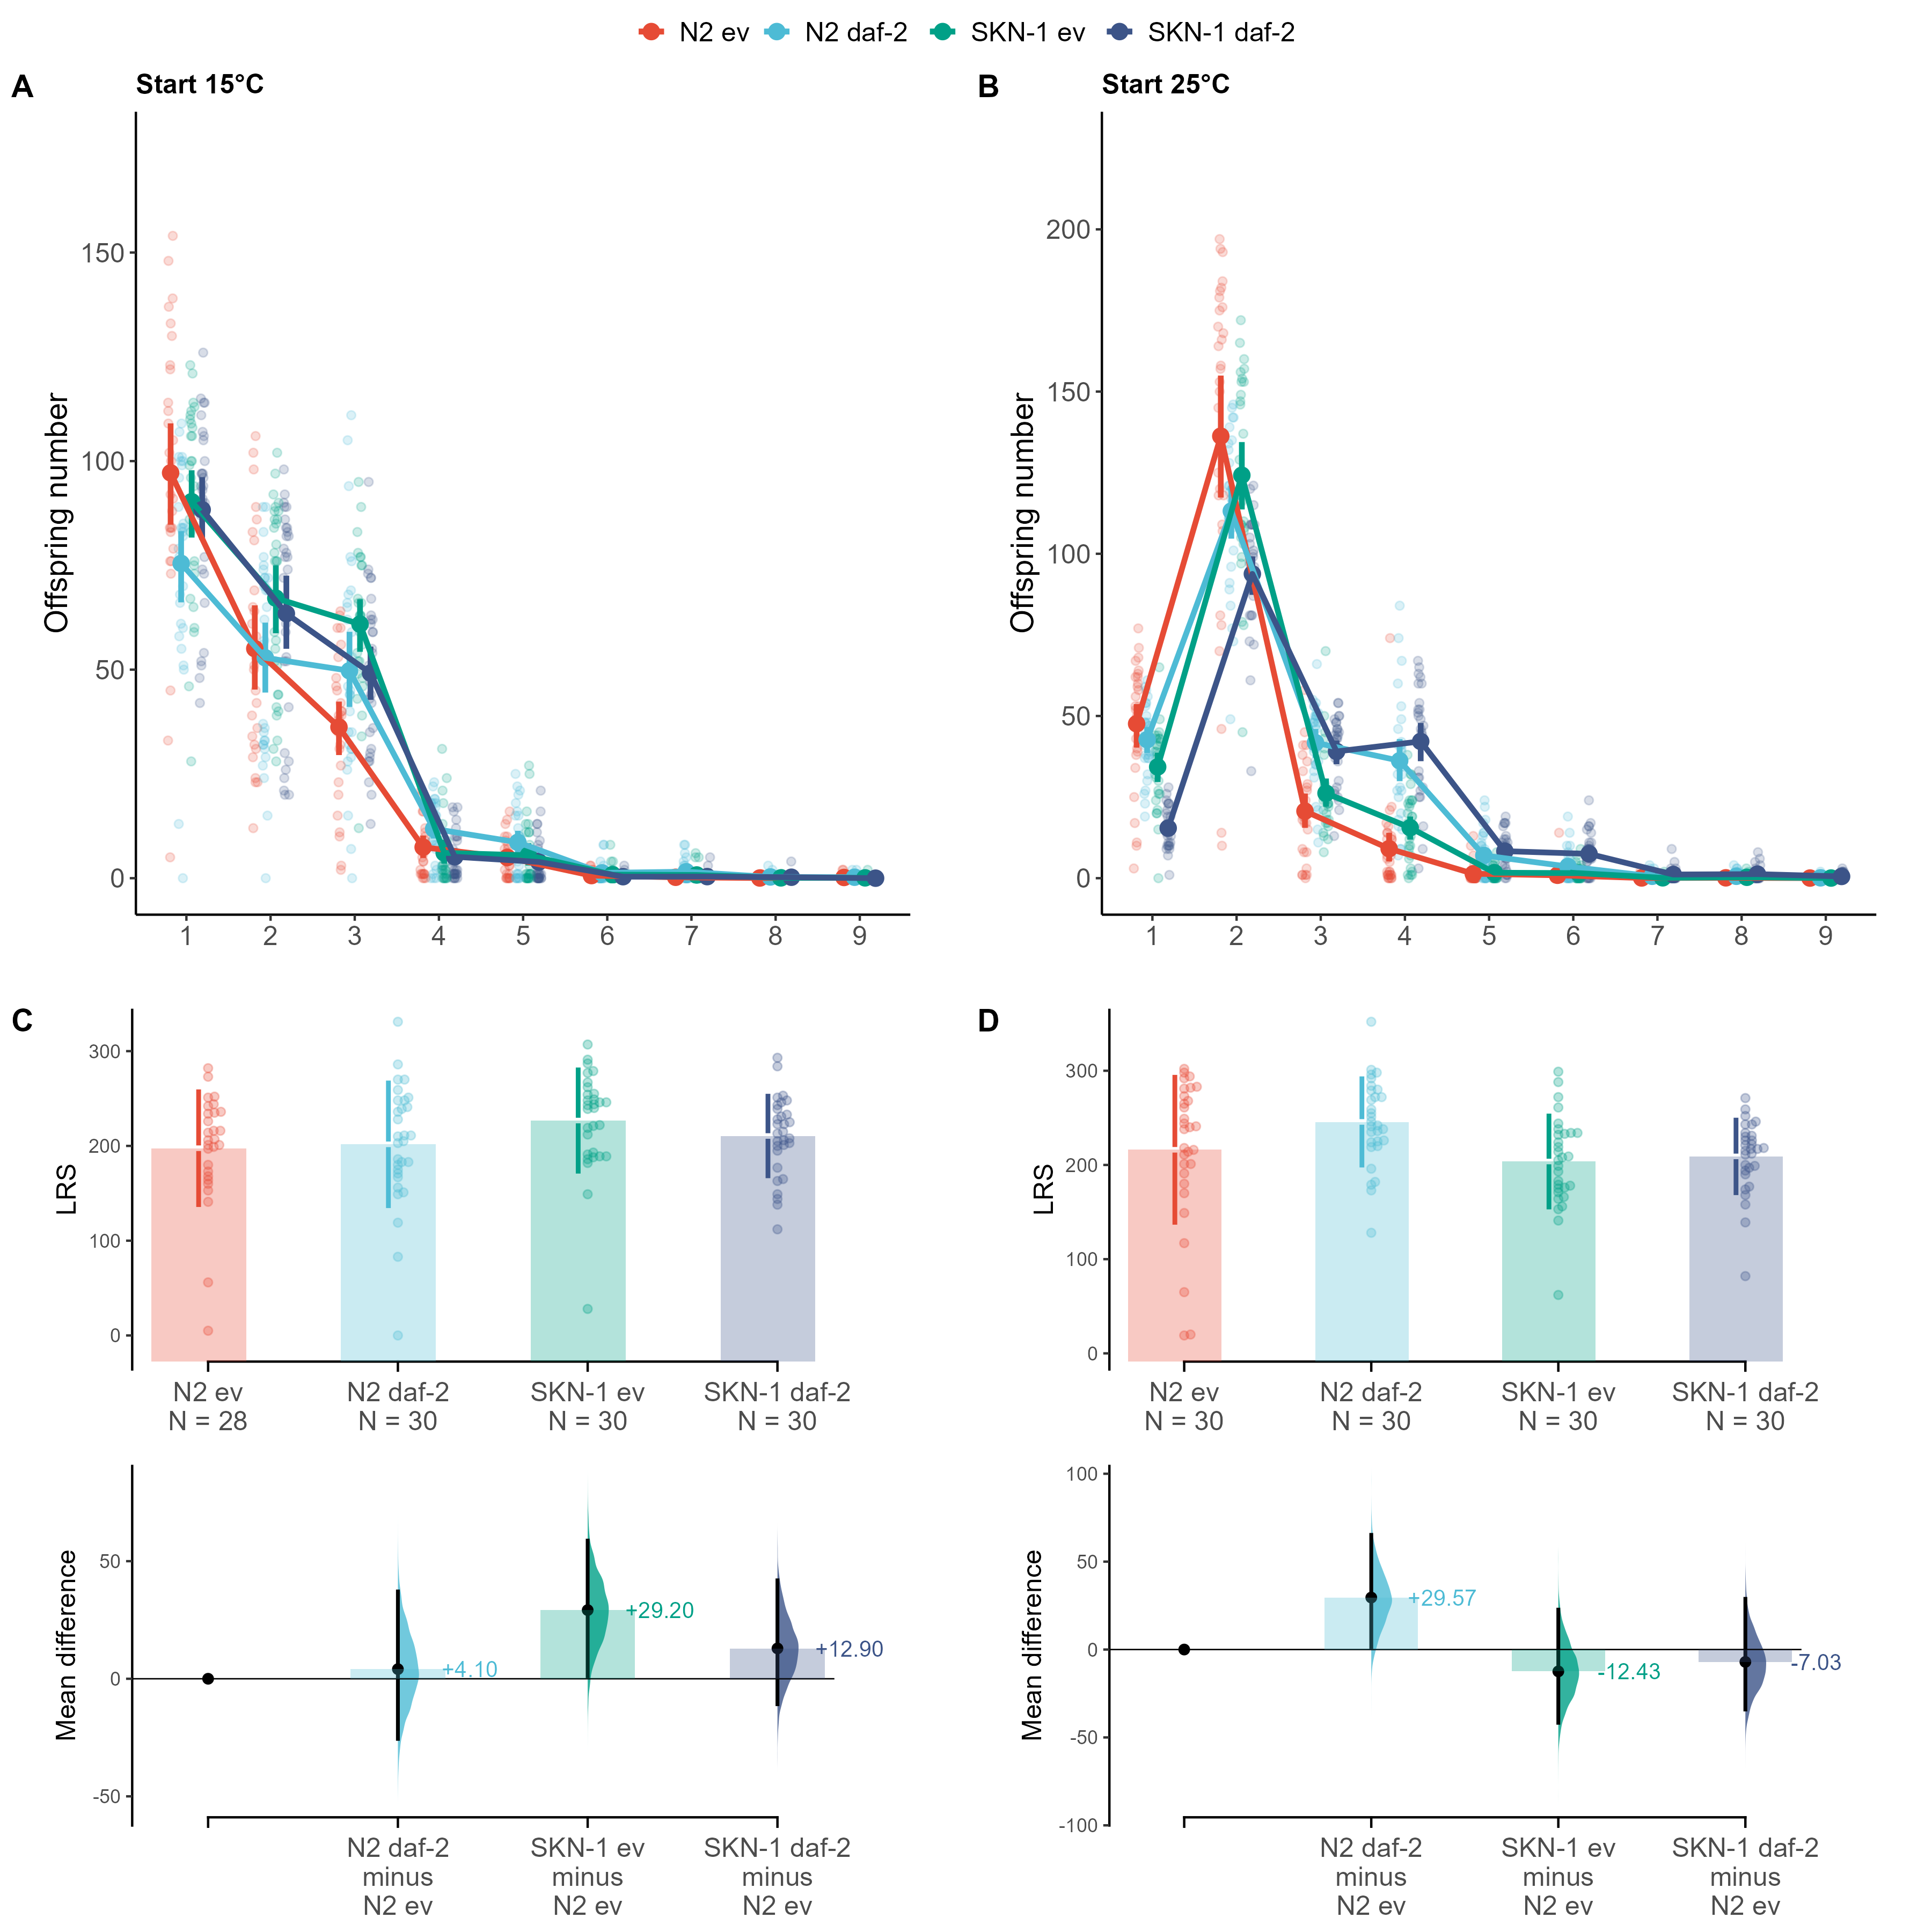 N2 ev N2 daf-2 SKN-1 ev SKN-1 daf-2
A Start 15°C B Start 25°C
Offspring number
150
100
50
0
1 2 3 4 5 6 7 8 9
Offspring number
200
150
100
50
0
1 2 3 4 5 6 7 8 9
C
LRS
300
200
100
0
N2 ev N2 daf-2 SKN-1 ev SKN-1 daf-2
N = 28 N = 30 N = 30 N = 30
Mean difference
50
0
-50
+4.10 +29.20 +12.90
N2 daf-2 SKN-1 ev SKN-1 daf-2
minus minus minus
N2 ev N2 ev N2 ev
D
LRS
300
200
100
0
N2 ev N2 daf-2 SKN-1 ev SKN-1 daf-2
N = 30 N = 30 N = 30 N = 30
Mean difference
100
50
0
-50
-100
+29.57 -12.43 -7.03
N2 daf-2 SKN-1 ev SKN-1 daf-2
minus minus minus
N2 ev N2 ev N2 ev